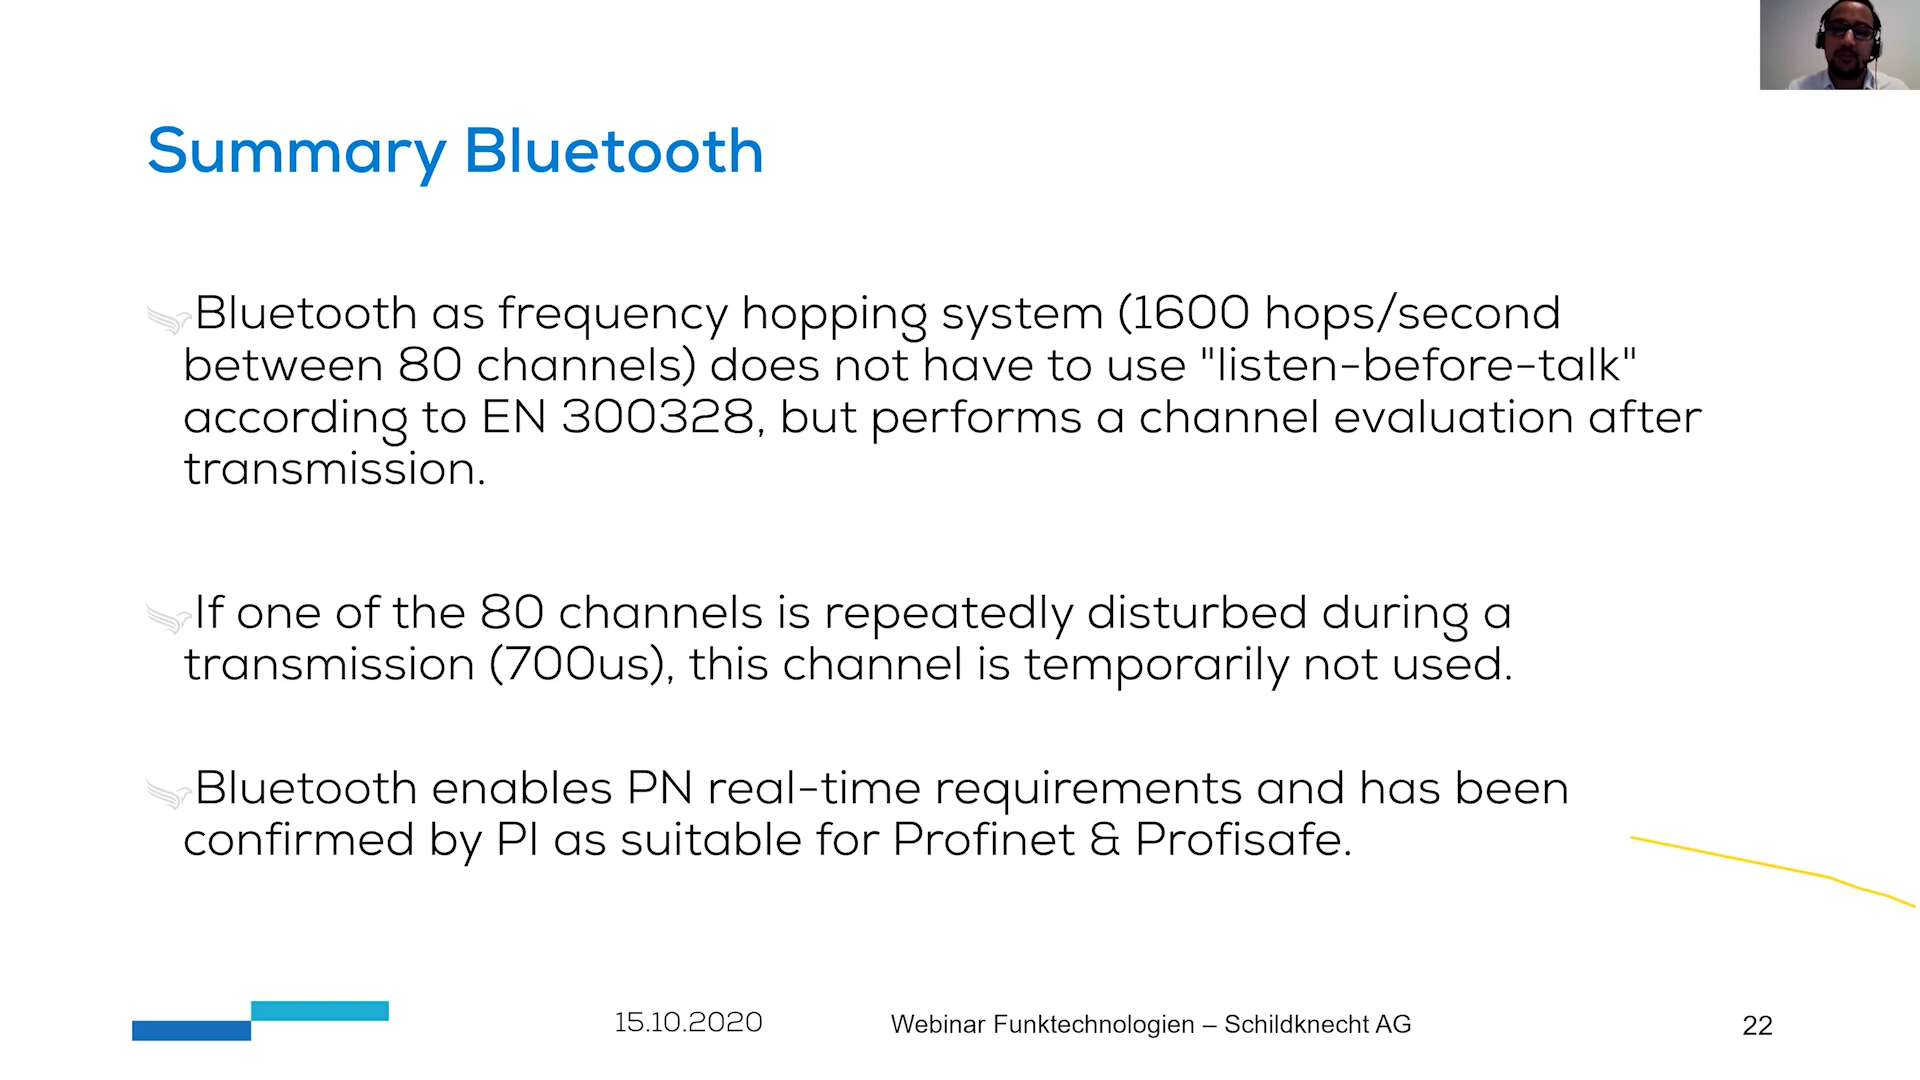 Summary Bluetooth
Bluetooth as frequency hopping system (1600 hops/second
between 80 channels) does not have to use "listen-before-talk"
according to EN 300328, but performs a channel evaluation after
transmission.
If one of the 80 channels is repeatedly disturbed during a
transmission (700us), this channel is temporarily not used.
Bluetooth enables PN real-time requirements and has been
confirmed by PI as suitable for Profinet & Profisafe.
15.10.2020
Webinar Funktechnologien – Schildknecht AG
22